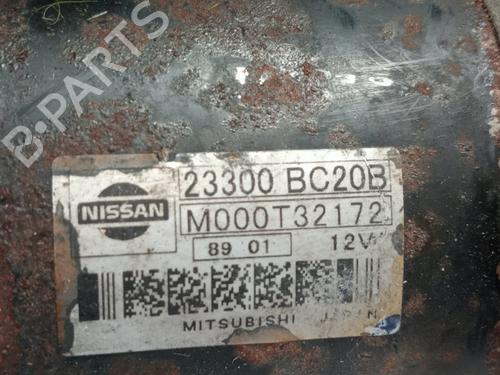 B-PARTS
NISSAN
23300 BC20B
M000T32172
89 01
12V
MITSUBISHI
JAPAN